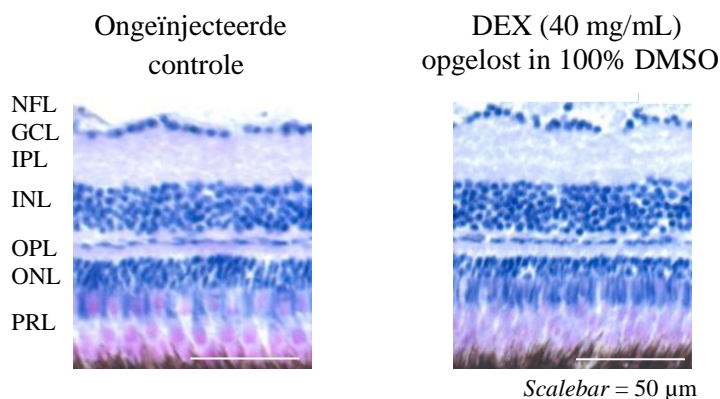 Ongeïnjecteerde
controle
DEX (40 mg/mL)
opgelost in 100% DMSO
NFL
GCL
IPL
INL
OPL
ONL
PRL
Scalebar = 50 µm